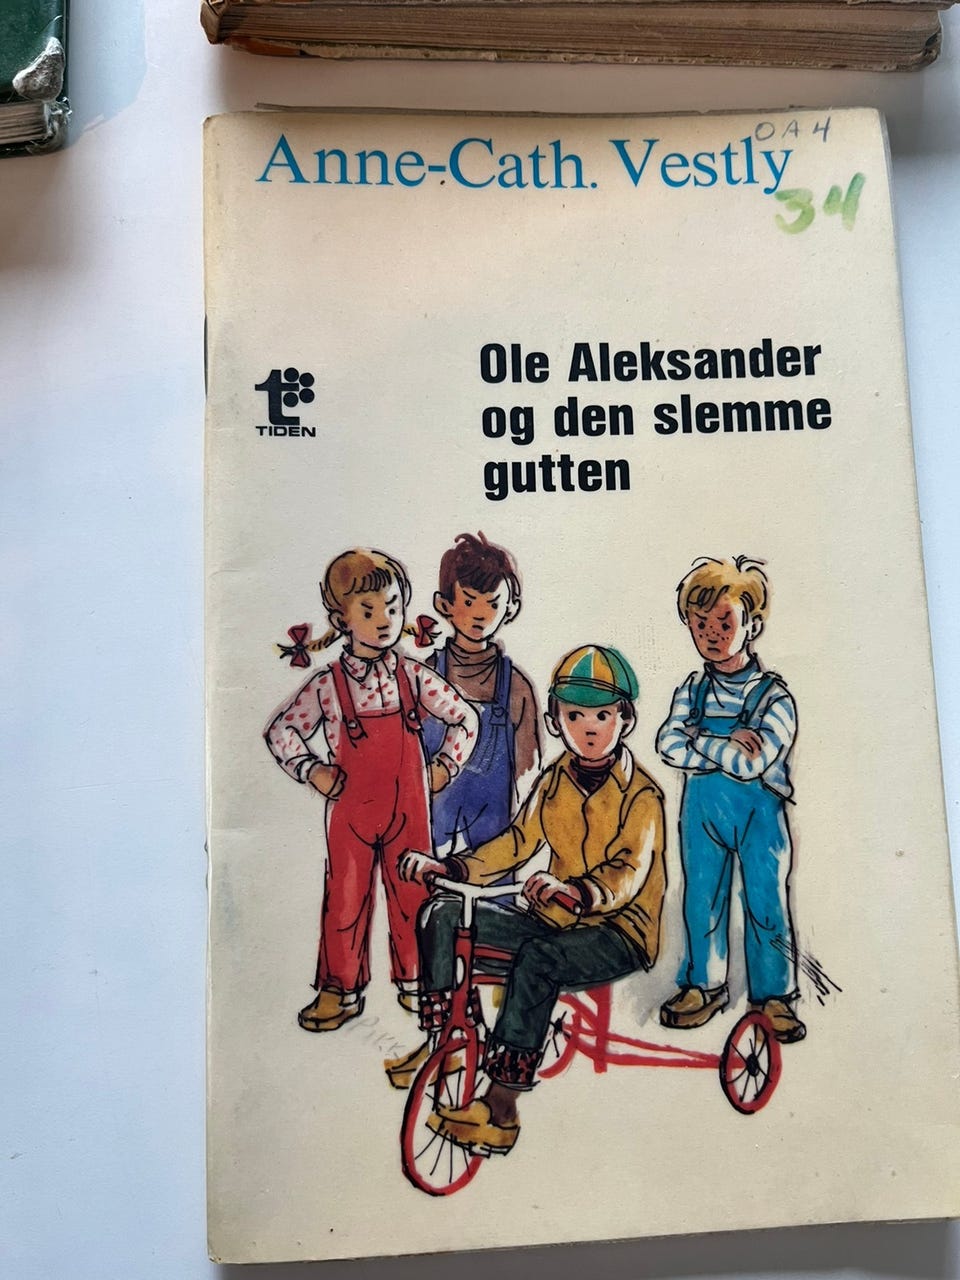 OA4
Anne-Cath. Vestly
34
Ole Aleksander
og den slemme
gutten
t
TIDEN